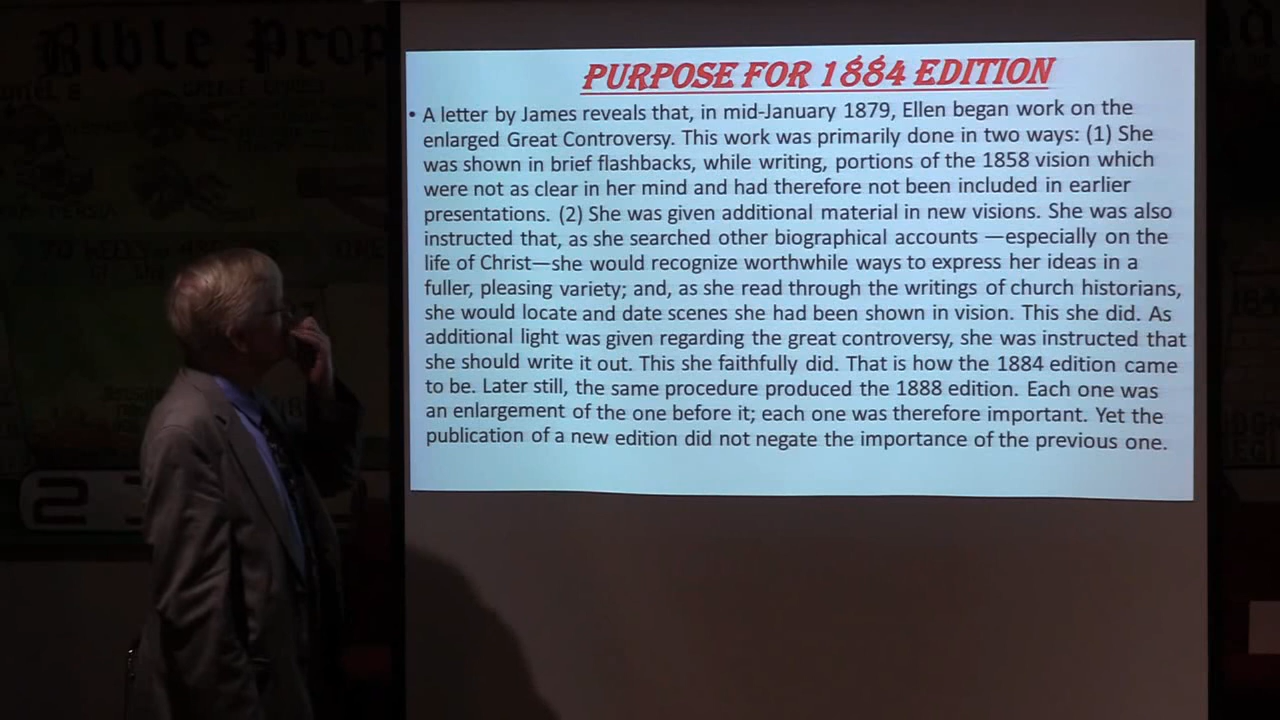 Bible Prop
PURPOSE FOR 1884 EDITION
• A letter by James reveals that, in mid-January 1879, Ellen began work on the
enlarged Great Controversy. This work was primarily done in two ways: (1) She
was shown in brief flashbacks, while writing, portions of the 1858 vision which
were not as clear in her mind and had therefore not been included in earlier
presentations. (2) She was given additional material in new visions. She was also
instructed that, as she searched other biographical accounts —especially on the
life of Christ—she would recognize worthwhile ways to express her ideas in a
fuller, pleasing variety; and, as she read through the writings of church historians,
she would locate and date scenes she had been shown in vision. This she did. As
additional light was given regarding the great controversy, she was instructed that
she should write it out. This she faithfully did. That is how the 1884 edition came
to be. Later still, the same procedure produced the 1888 edition. Each one was
an enlargement of the one before it; each one was therefore important. Yet the
publication of a new edition did not negate the importance of the previous one.